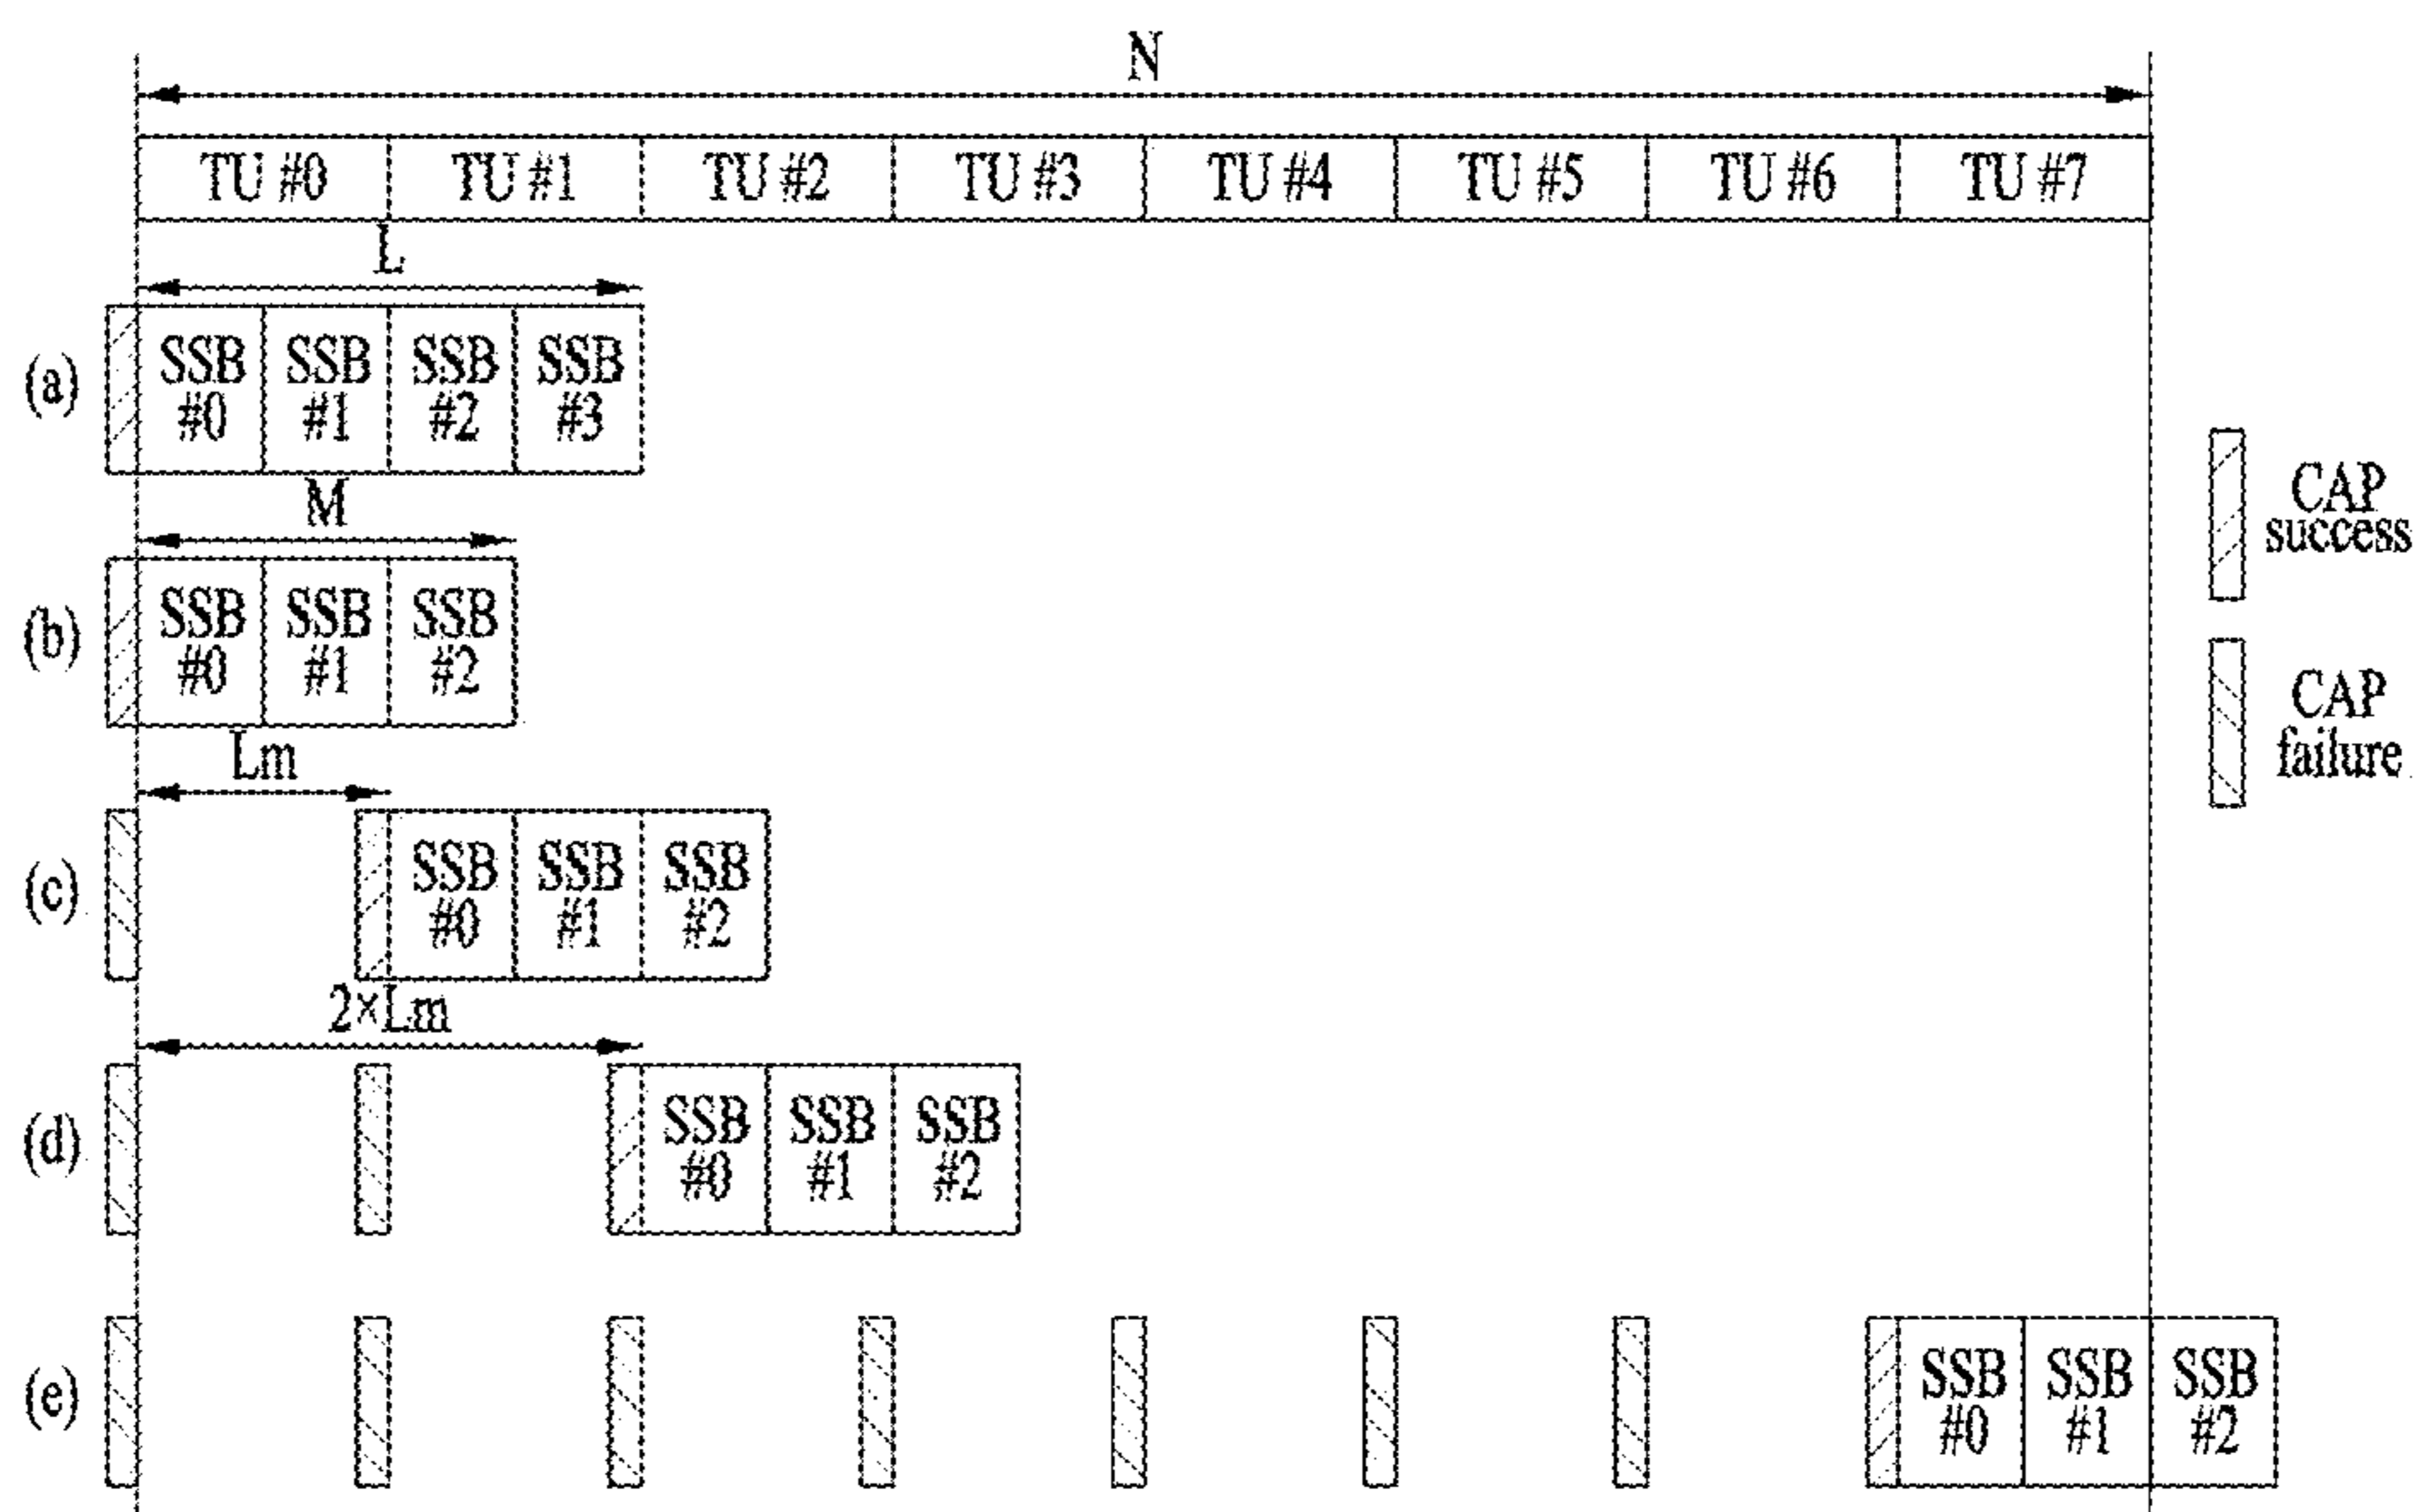 N
TU #0 TU #1 TU #2 TU #3 TU #4 TU #5 TU #6 TU #7
L
(a)
SSB #0
SSB #1
SSB #2
SSB #3
M
(b)
SSB #0
SSB #1
SSB #2
Lm
(c)
SSB #0
SSB #1
SSB #2
2×Lm
(d)
SSB #0
SSB #1
SSB #2
(e)
SSB #0
SSB #1
SSB #2
CAP
success
CAP
failure